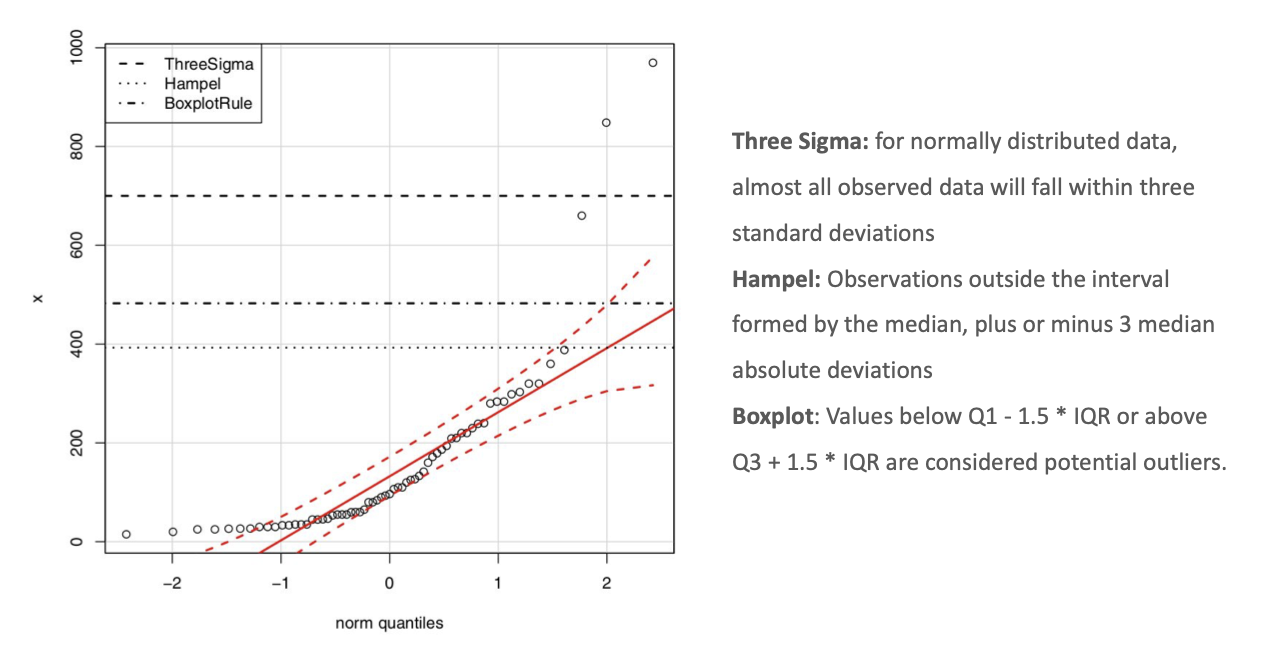 1000
800
600
400
200
0
x
ThreeSigma
Hampel
BoxplotRule
−2
−1
0
1
2
norm quantiles
Three Sigma: for normally distributed data,
almost all observed data will fall within three
standard deviations
Hampel: Observations outside the interval
formed by the median, plus or minus 3 median
absolute deviations
Boxplot: Values below Q1 - 1.5 * IQR or above
Q3 + 1.5 * IQR are considered potential outliers.